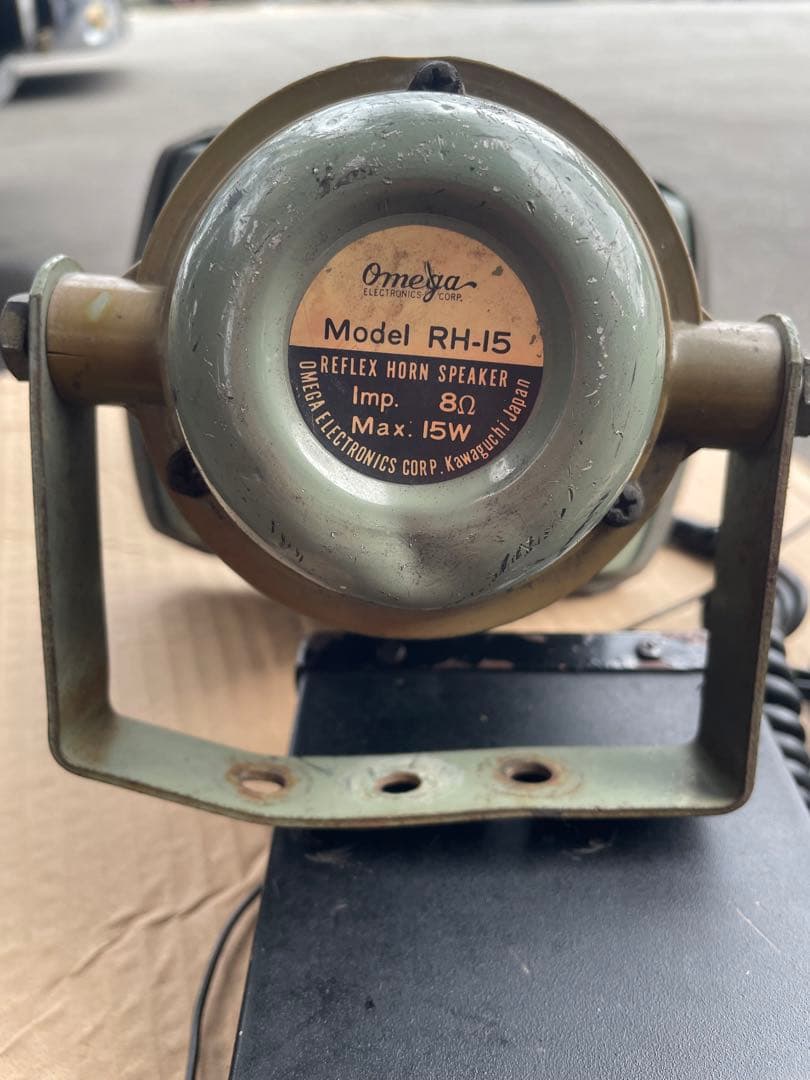 Omega
ELECTRONICS CORP.
Model RH-15
REFLEX HORN SPEAKER
Imp. 8Ω
Max. 15W
OMEGA ELECTRONICS CORP. Kawaguchi Japan